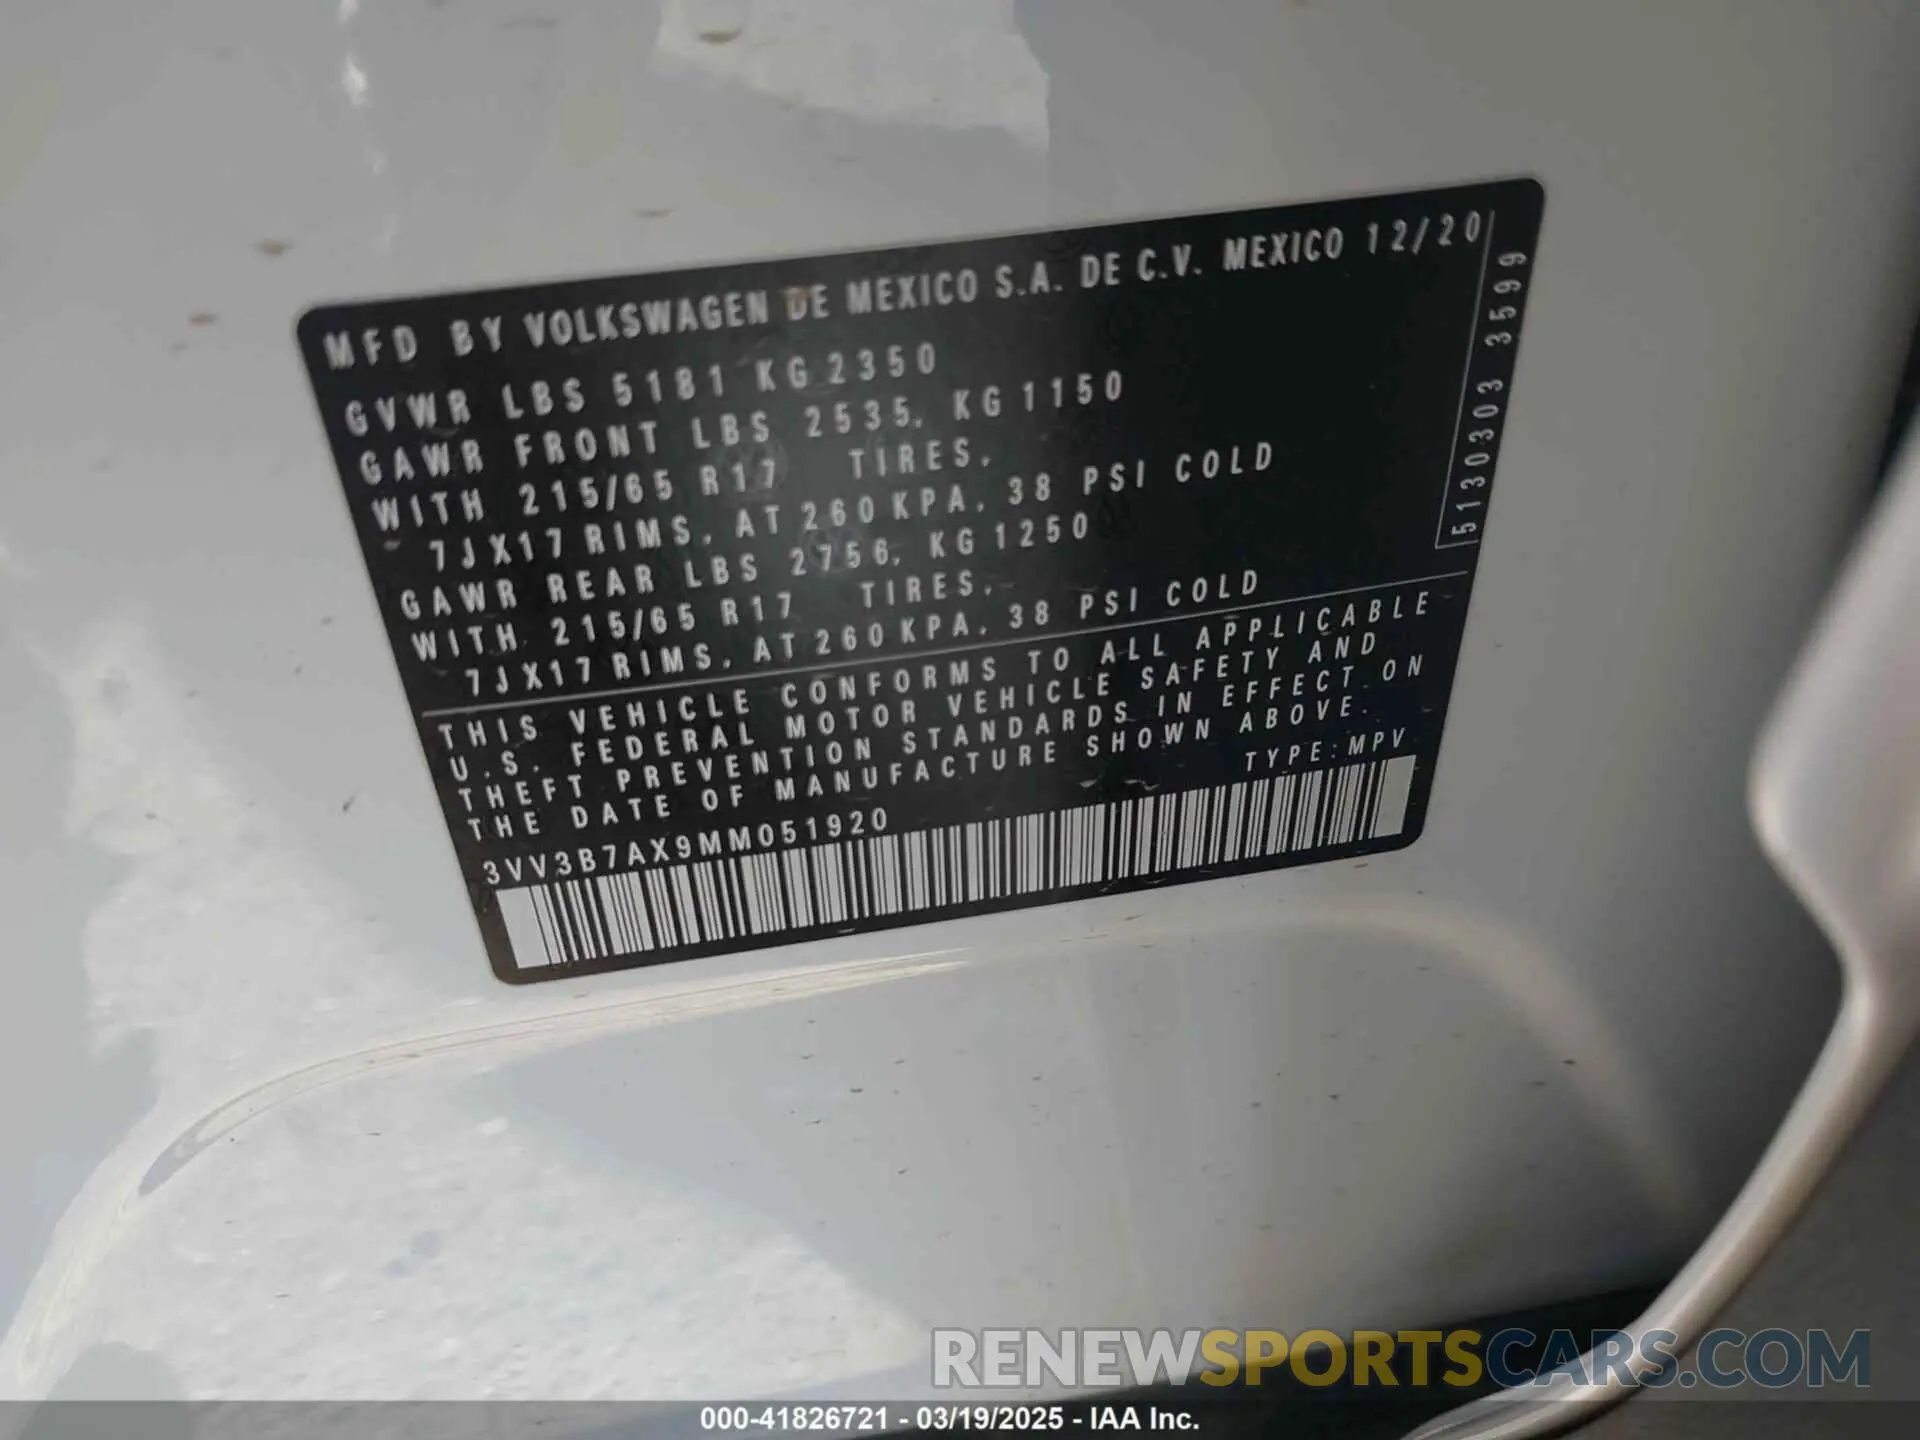 MFD BY VOLKSWAGEN DE MEXICO S.A. DE C.V. MEXICO 12/20
GVWR LBS 5181 KG 2350
GAWR FRONT LBS 2535, KG 1150
WITH 215/65 R17 TIRES,
7JX17 RIMS, AT 260 KPA, 38 PSI COLD
GAWR REAR LBS 2756, KG 1250
WITH 215/65 R17 TIRES,
7JX17 RIMS, AT 260 KPA, 38 PSI COLD
THIS VEHICLE CONFORMS TO ALL APPLICABLE
U.S. FEDERAL MOTOR VEHICLE SAFETY AND
THEFT PREVENTION STANDARDS IN EFFECT ON
THE DATE OF MANUFACTURE SHOWN ABOVE.
TYPE: MPV
3VV3B7AX9MM051920
5130303 3599
RENEWSPORTSCARS.COM
000-41826721 - 03/19/2025 - IAA Inc.